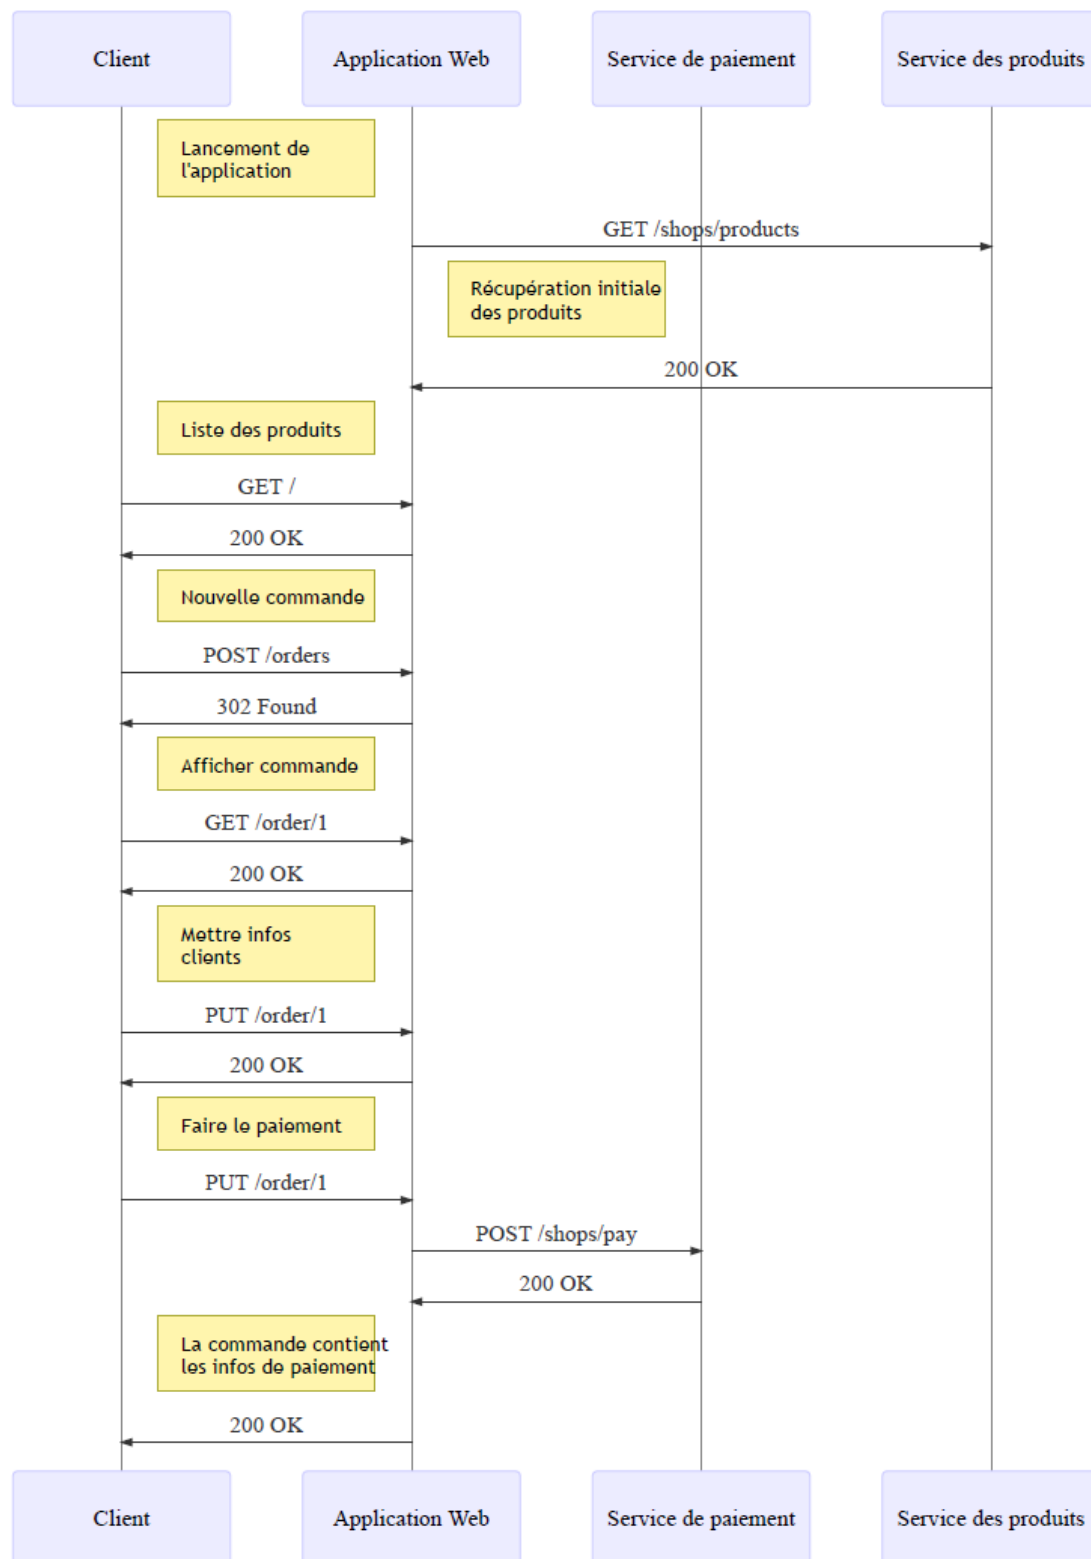 Client
Application Web
Service de paiement
Service des produits
Lancement de
l'application
GET /shops/products
Récupération initiale
des produits
200 OK
Liste des produits
GET /
200 OK
Nouvelle commande
POST /orders
302 Found
Afficher commande
GET /order/1
200 OK
Mettre infos
clients
PUT /order/1
200 OK
Faire le paiement
PUT /order/1
POST /shops/pay
200 OK
La commande contient
les infos de paiement
200 OK
Client
Application Web
Service de paiement
Service des produits